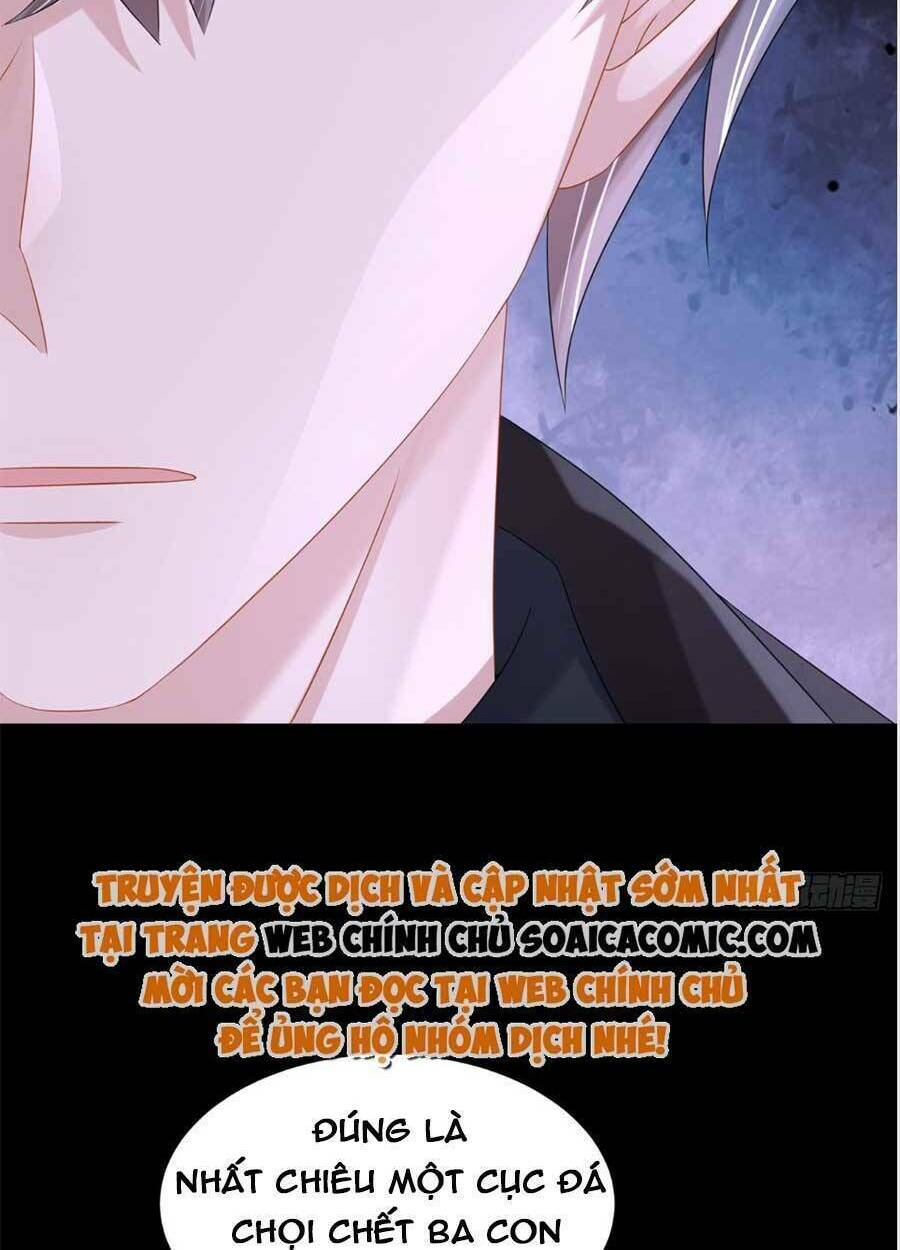 TRUYỆN ĐƯỢC DỊCH VÀ CẬP NHẬT SỚM NHẤT
TẠI TRANG WEB CHÍNH CHỦ SOAICACOMIC.COM
MỜI CÁC BẠN ĐỌC TẠI WEB CHÍNH CHỦ
ĐỂ ỦNG HỘ NHÓM DỊCH NHÉ!
ĐÚNG LÀ
NHẤT CHIÊU MỘT CỤC ĐÁ
CHỌI CHẾT BA CON